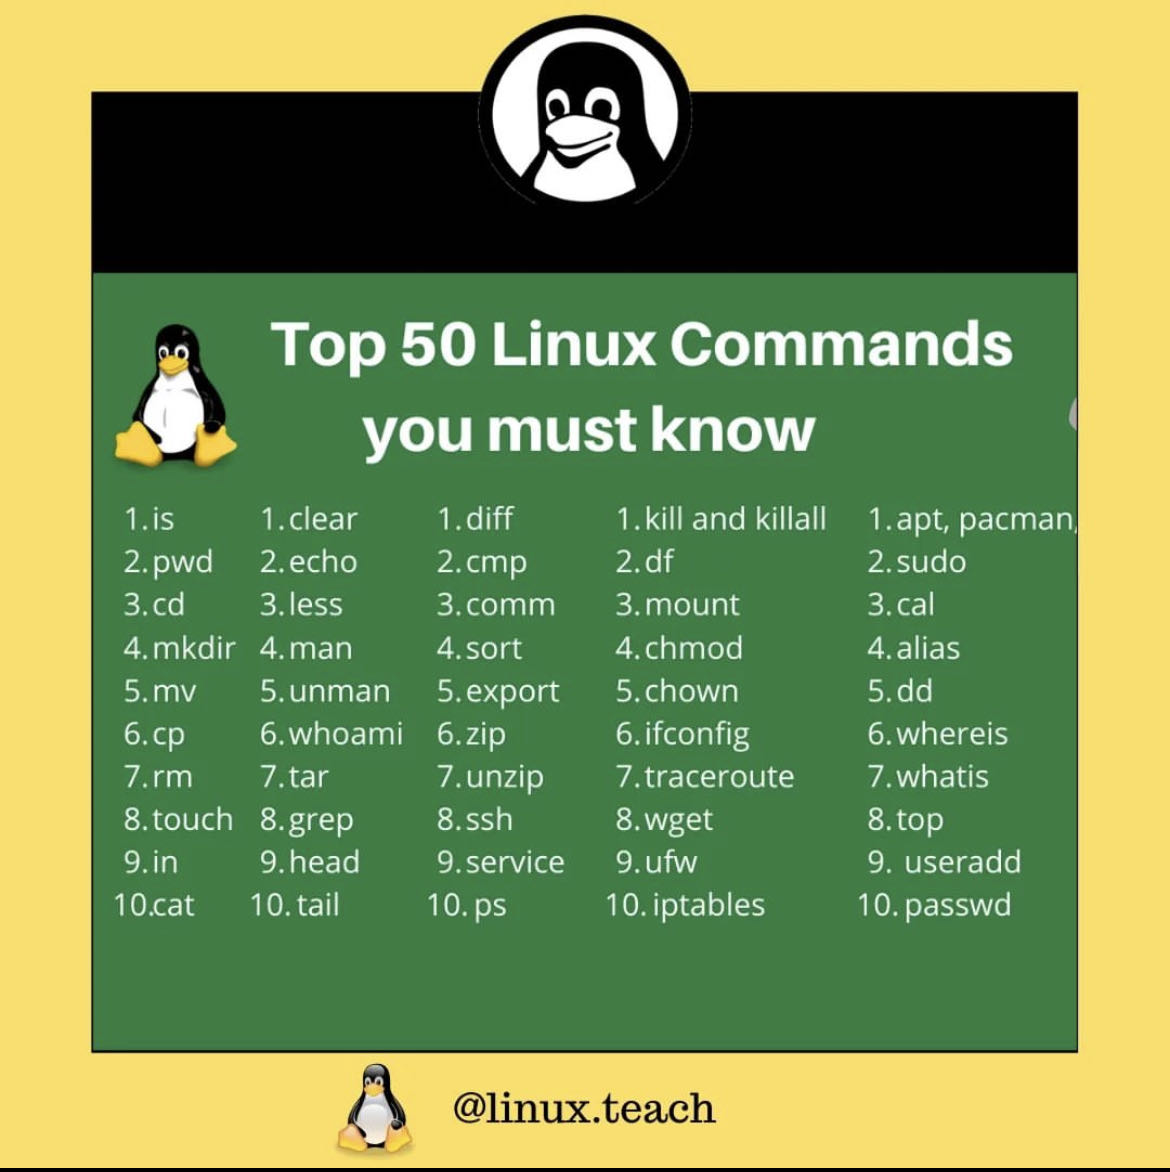 Top 50 Linux Commands
you must know
1. is
2. pwd
3. cd
4. mkdir
5. mv
6. cp
7. rm
8. touch
9. in
10. cat
1. clear
2. echo
3. less
4. man
5. unman
6. whoami
7. tar
8. grep
9. head
10. tail
1. diff
2. cmp
3. comm
4. sort
5. export
6. zip
7. unzip
8. ssh
9. service
10. ps
1. kill and killall
2. df
3. mount
4. chmod
5. chown
6. ifconfig
7. traceroute
8. wget
9. ufw
10. iptables
1. apt, pacman,
2. sudo
3. cal
4. alias
5. dd
6. whereis
7. whatis
8. top
9. useradd
10. passwd
@linux.teach